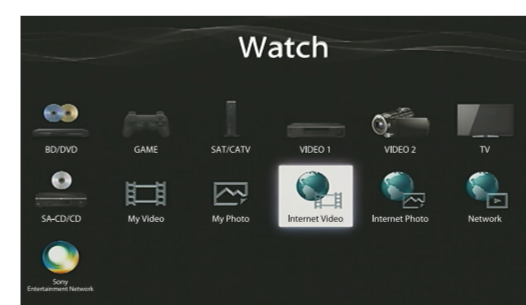 Watch
BD/DVD
GAME
SAT/CATV
VIDEO 1
VIDEO 2
TV
SA-CD/CD
My Video
My Photo
Internet Video
Internet Photo
Network
Sony
Entertainment Network